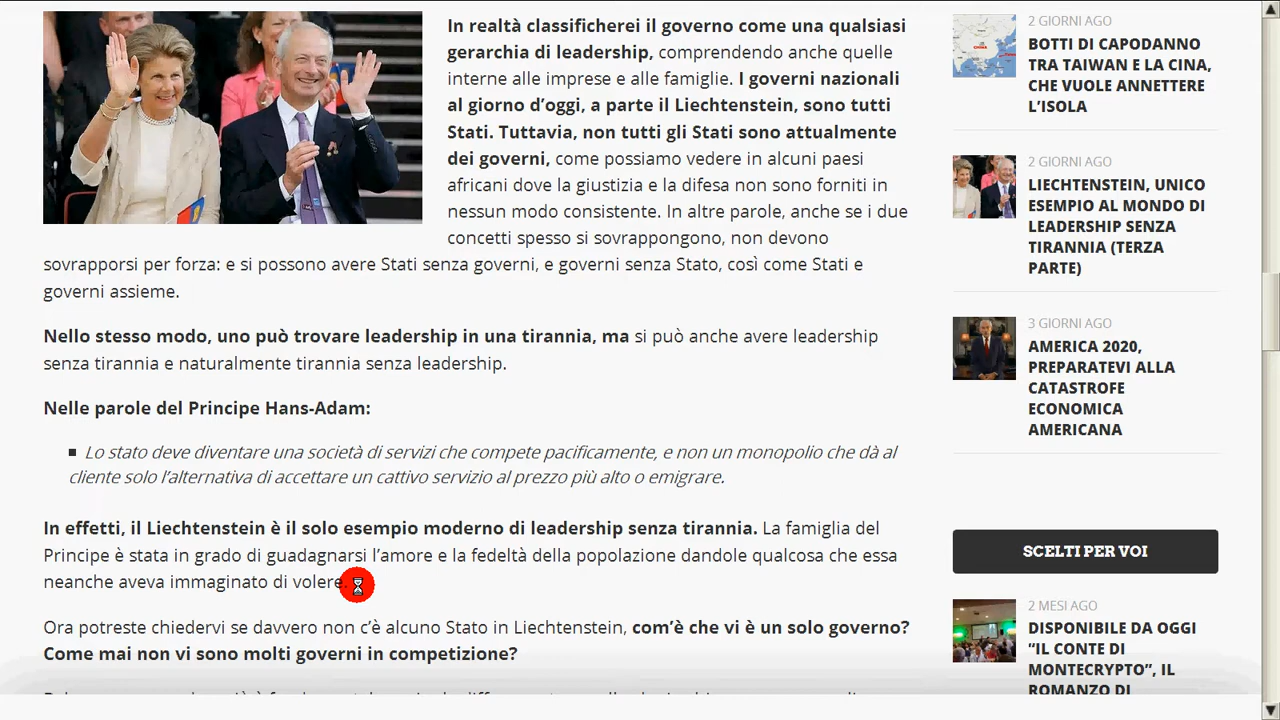 In realtà classificherei il governo come una qualsiasi
gerarchia di leadership, comprendendo anche quelle
interne alle imprese e alle famiglie. I governi nazionali
al giorno d’oggi, a parte il Liechtenstein, sono tutti
Stati. Tuttavia, non tutti gli Stati sono attualmente
dei governi, come possiamo vedere in alcuni paesi
africani dove la giustizia e la difesa non sono forniti in
nessun modo consistente. In altre parole, anche se i due
concetti spesso si sovrappongono, non devono
sovrapporsi per forza: e si possono avere Stati senza governi, e governi senza Stato, così come Stati e
governi assieme.
Nello stesso modo, uno può trovare leadership in una tirannia, ma si può anche avere leadership
senza tirannia e naturalmente tirannia senza leadership.
Nelle parole del Principe Hans-Adam:
Lo stato deve diventare una società di servizi che compete pacificamente, e non un monopolio che dà al
cliente solo l’alternativa di accettare un cattivo servizio al prezzo più alto o emigrare.
In effetti, il Liechtenstein è il solo esempio moderno di leadership senza tirannia. La famiglia del
Principe è stata in grado di guadagnarsi l’amore e la fedeltà della popolazione dandole qualcosa che essa
neanche aveva immaginato di volere.
Ora potreste chiedervi se davvero non c’è alcuno Stato in Liechtenstein, com’è che vi è un solo governo?
Come mai non vi sono molti governi in competizione?
2 GIORNI AGO
BOTTI DI CAPODANNO
TRA TAIWAN E LA CINA,
CHE VUOLE ANNETTERE
L’ISOLA
2 GIORNI AGO
LIECHTENSTEIN, UNICO
ESEMPIO AL MONDO DI
LEADERSHIP SENZA
TIRANNIA (TERZA
PARTE)
3 GIORNI AGO
AMERICA 2020,
PREPARATEVI ALLA
CATASTROFE
ECONOMICA
AMERICANA
SCELTI PER VOI
2 MESI AGO
DISPONIBILE DA OGGI
“IL CONTE DI
MONTECRYPTO”, IL
ROMANZO DI